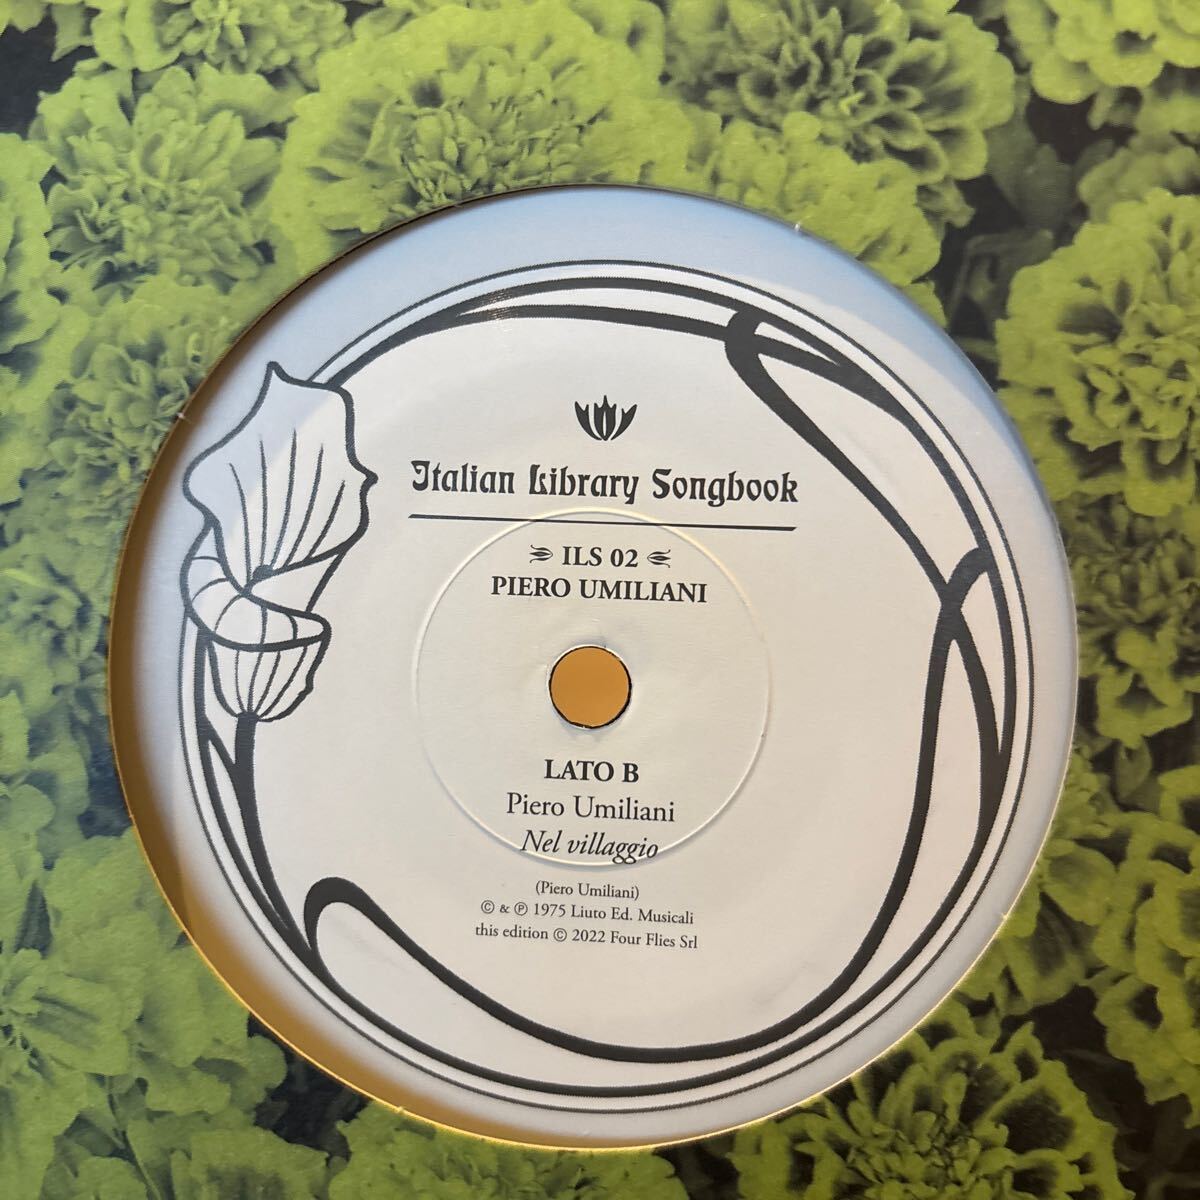 Italian Library Songbook
ILS 02
PIERO UMILIANI
LATO B
Piero Umiliani
Nel villaggio
(Piero Umiliani)
© & ℗ 1975 Liuto Ed. Musicali
this edition © 2022 Four Flies Srl